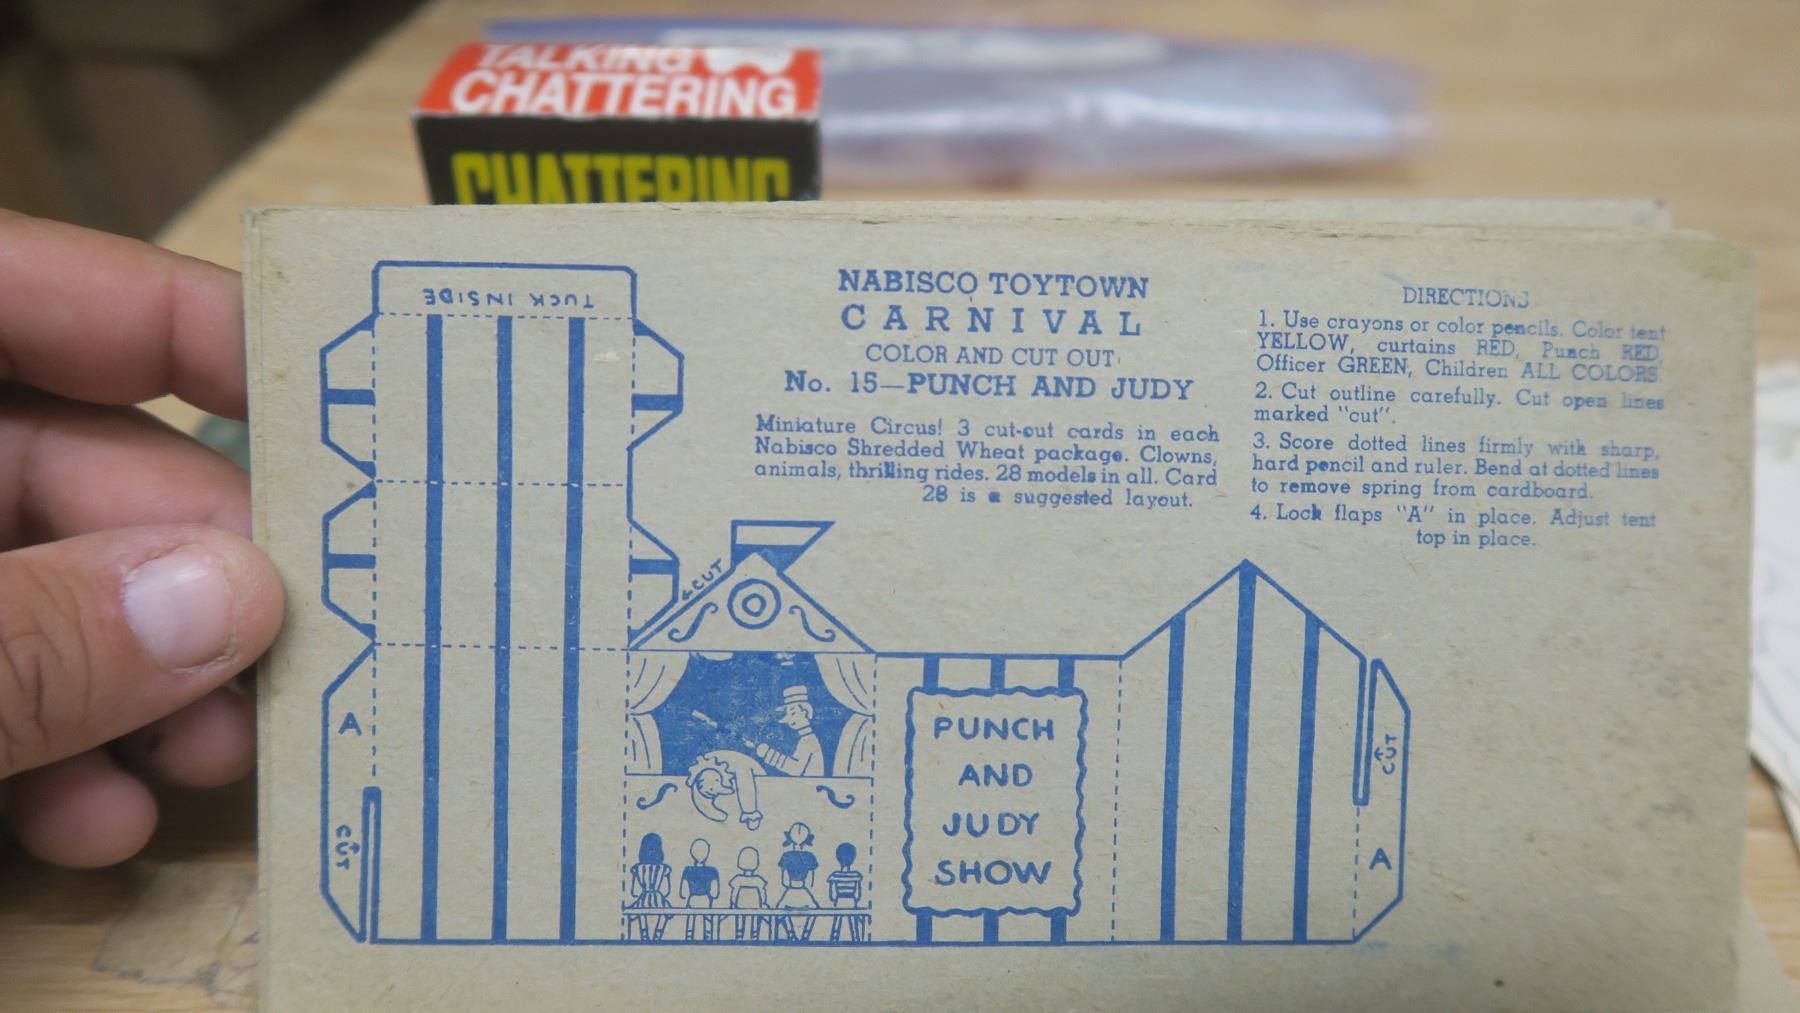 TALKING
CHATTERING
CHATTERING
TUCK INSIDE
NABISCO TOYTOWN
CARNIVAL
COLOR AND CUT OUT
No. 15—PUNCH AND JUDY
Miniature Circus! 3 cut-out cards in each
Nabisco Shredded Wheat package. Clowns,
animals, thrilling rides. 28 models in all. Card
28 is a suggested layout.
DIRECTIONS
1. Use crayons or color pencils. Color tent
YELLOW, curtains RED, Punch RED,
Officer GREEN, Children ALL COLORS
2. Cut outline carefully. Cut open lines
marked "cut".
3. Score dotted lines firmly with sharp,
hard pencil and ruler. Bend at dotted lines
to remove spring from cardboard.
4. Lock flaps "A" in place. Adjust tent
top in place.
CUT
A
CUT
PUNCH
AND
JUDY
SHOW
CUT
A